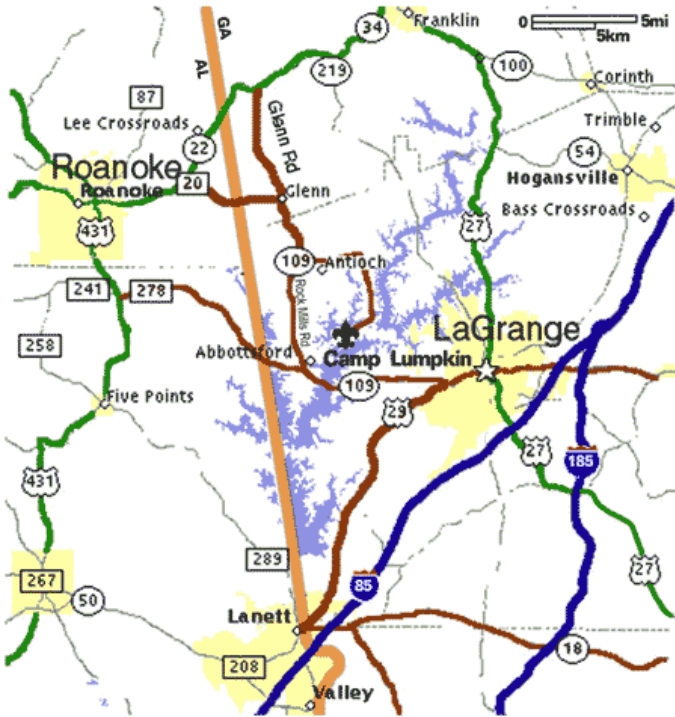 Franklin
0 5mi
5km
GA
AL
34
219
100
Corinth
87
Lee Crossroads
Glann Rd
Trimble
22
54
Roanoke
Roanoke
20
Glenn
Hogansville
Bass Crossroads
431
27
109
Antioch
241
278
Rock Mills Rd
LaGrange
258
Abbottsford
Camp Lumpkin
109
Five Points
29
27
185
431
289
267
50
85
27
Lanett
18
208
Valley